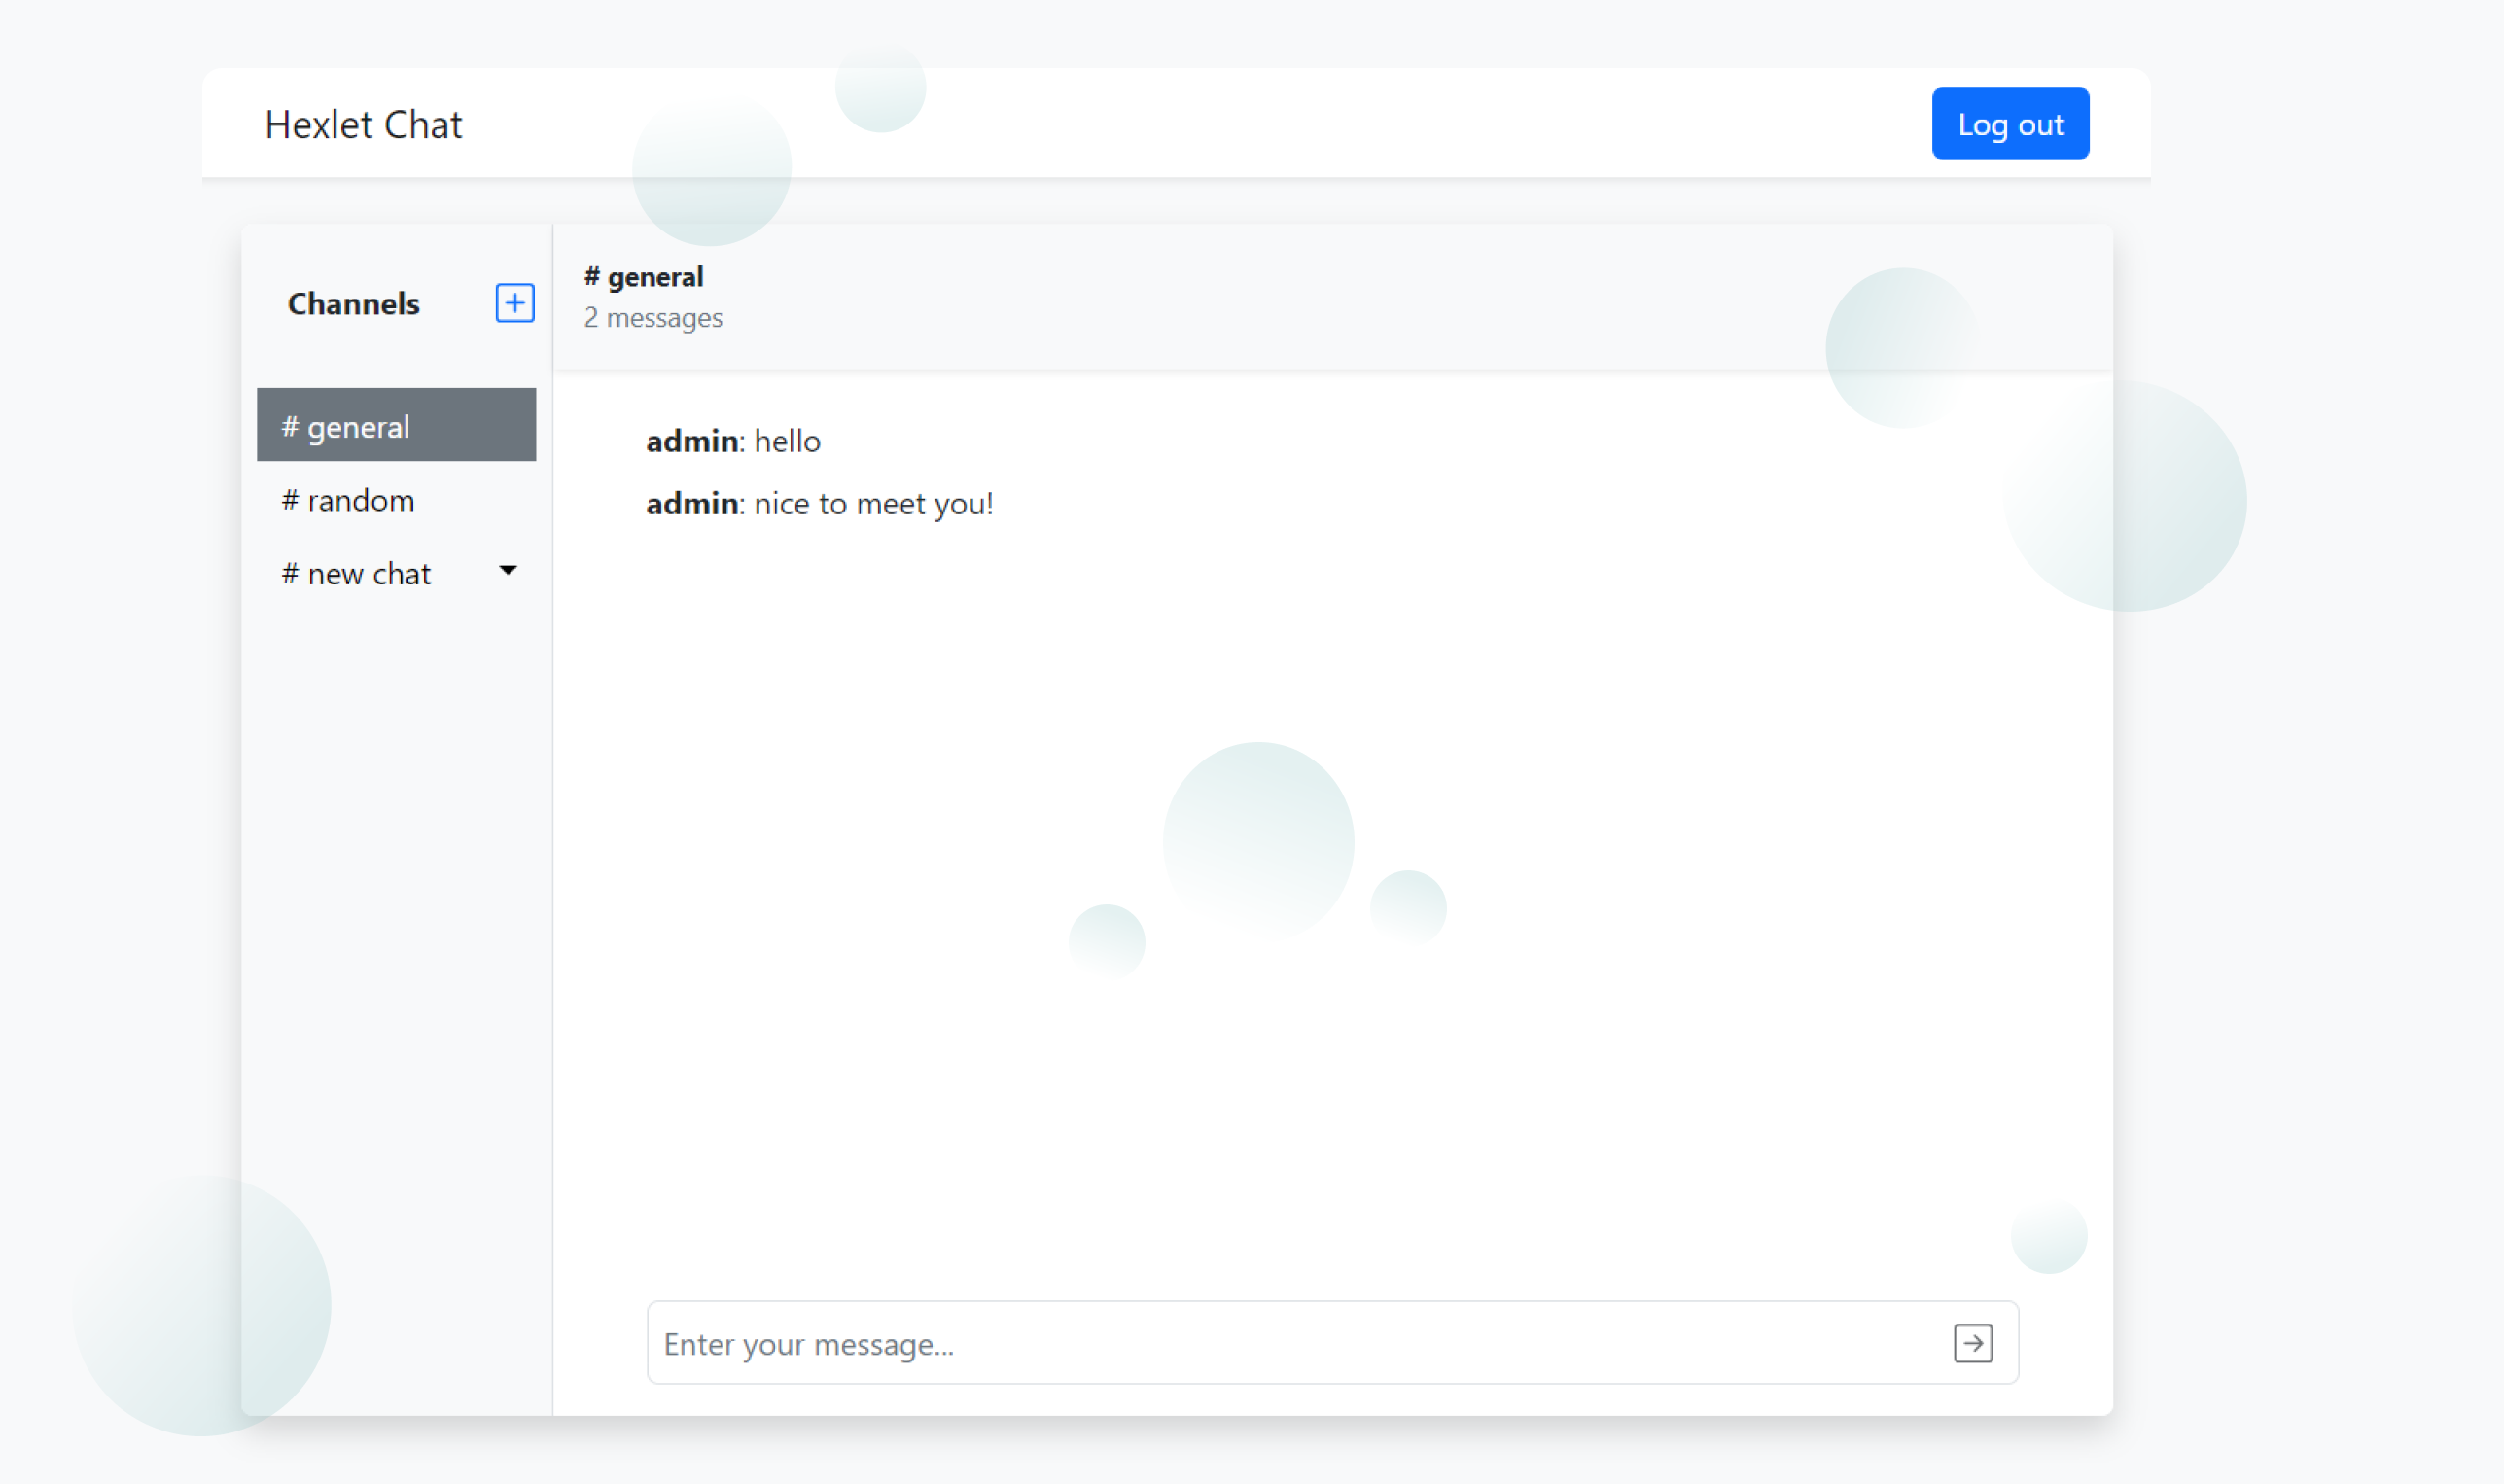 Hexlet Chat
Log out
Channels
# general
# random
# new chat
# general
2 messages
admin: hello
admin: nice to meet you!
Enter your message...